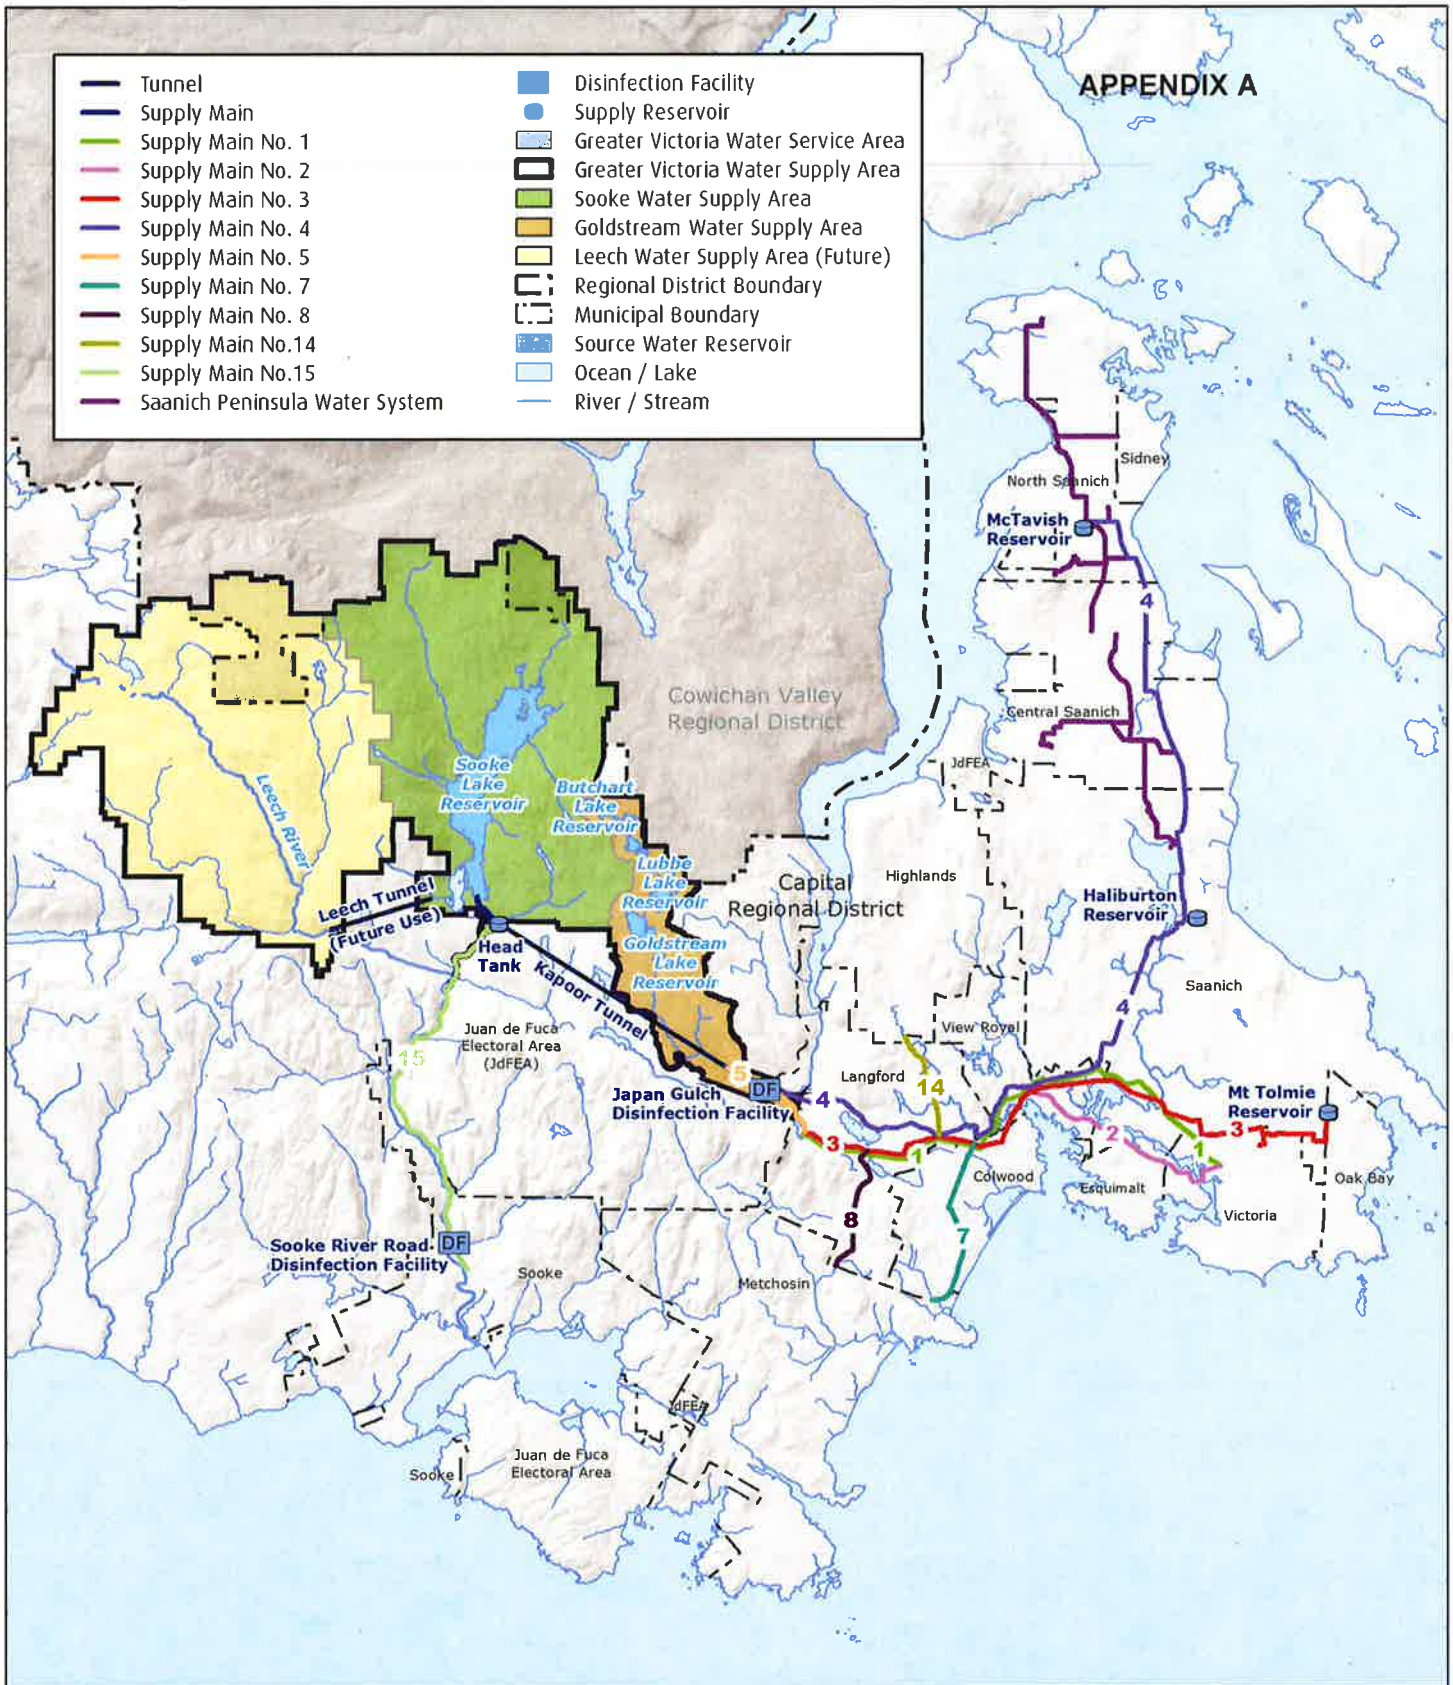 APPENDIX A
Tunnel
Supply Main
Supply Main No. 1
Supply Main No. 2
Supply Main No. 3
Supply Main No. 4
Supply Main No. 5
Supply Main No. 7
Supply Main No. 8
Supply Main No.14
Supply Main No.15
Saanich Peninsula Water System
Disinfection Facility
Supply Reservoir
Greater Victoria Water Service Area
Greater Victoria Water Supply Area
Sooke Water Supply Area
Goldstream Water Supply Area
Leech Water Supply Area (Future)
Regional District Boundary
Municipal Boundary
Source Water Reservoir
Ocean / Lake
River / Stream
Sidney
North Saanich
McTavish
Reservoir
4
Cowichan Valley
Regional District
Central Saanich
JdFEA
Sooke
Lake
Reservoir
Butchart
Lake
Reservoir
Leech River
Lubbe
Lake
Reservoir
Capital
Regional District
Highlands
Leech Tunnel
(Future Use)
Haliburton
Reservoir
Head
Tank
Kapoor Tunnel
Goldstream
Lake
Reservoir
Saanich
4
Juan de Fuca
Electoral Area
(JdFEA)
15
View Royal
Langford
14
5
DF
4
Japan Gulch
Disinfection Facility
Mt Tolmie
Reservoir
3
1
2
1
3
Colwood
Esquimalt
Oak Bay
Victoria
8
7
Sooke River Road
Disinfection Facility
DF
Sooke
Metchosin
JdFEA
Juan de Fuca
Electoral Area
Sooke